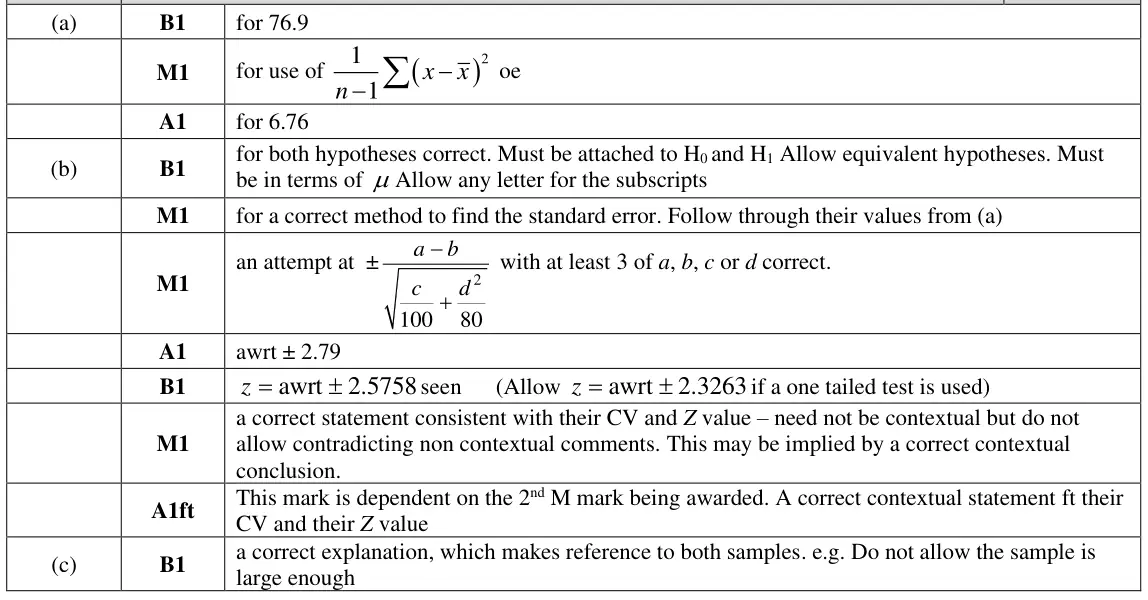 (a) B1 for 76.9
M1 for use of \frac{1}{n-1}\sum(x-\bar{x})^2 oe
A1 for 6.76
(b) B1 for both hypotheses correct. Must be attached to H₀ and H₁ Allow equivalent hypotheses. Must
be in terms of μ Allow any letter for the subscripts
M1 for a correct method to find the standard error. Follow through their values from (a)
M1 an attempt at ± \frac{a-b}{\sqrt{\frac{c}{100}+\frac{d^2}{80}}} with at least 3 of a, b, c or d correct.
A1 awrt ± 2.79
B1 z = awrt ± 2.5758 seen (Allow z = awrt ± 2.3263 if a one tailed test is used)
M1 a correct statement consistent with their CV and Z value – need not be contextual but do not
allow contradicting non contextual comments. This may be implied by a correct contextual
conclusion.
A1ft This mark is dependent on the 2nd M mark being awarded. A correct contextual statement ft their
CV and their Z value
(c) B1 a correct explanation, which makes reference to both samples. e.g. Do not allow the sample is
large enough